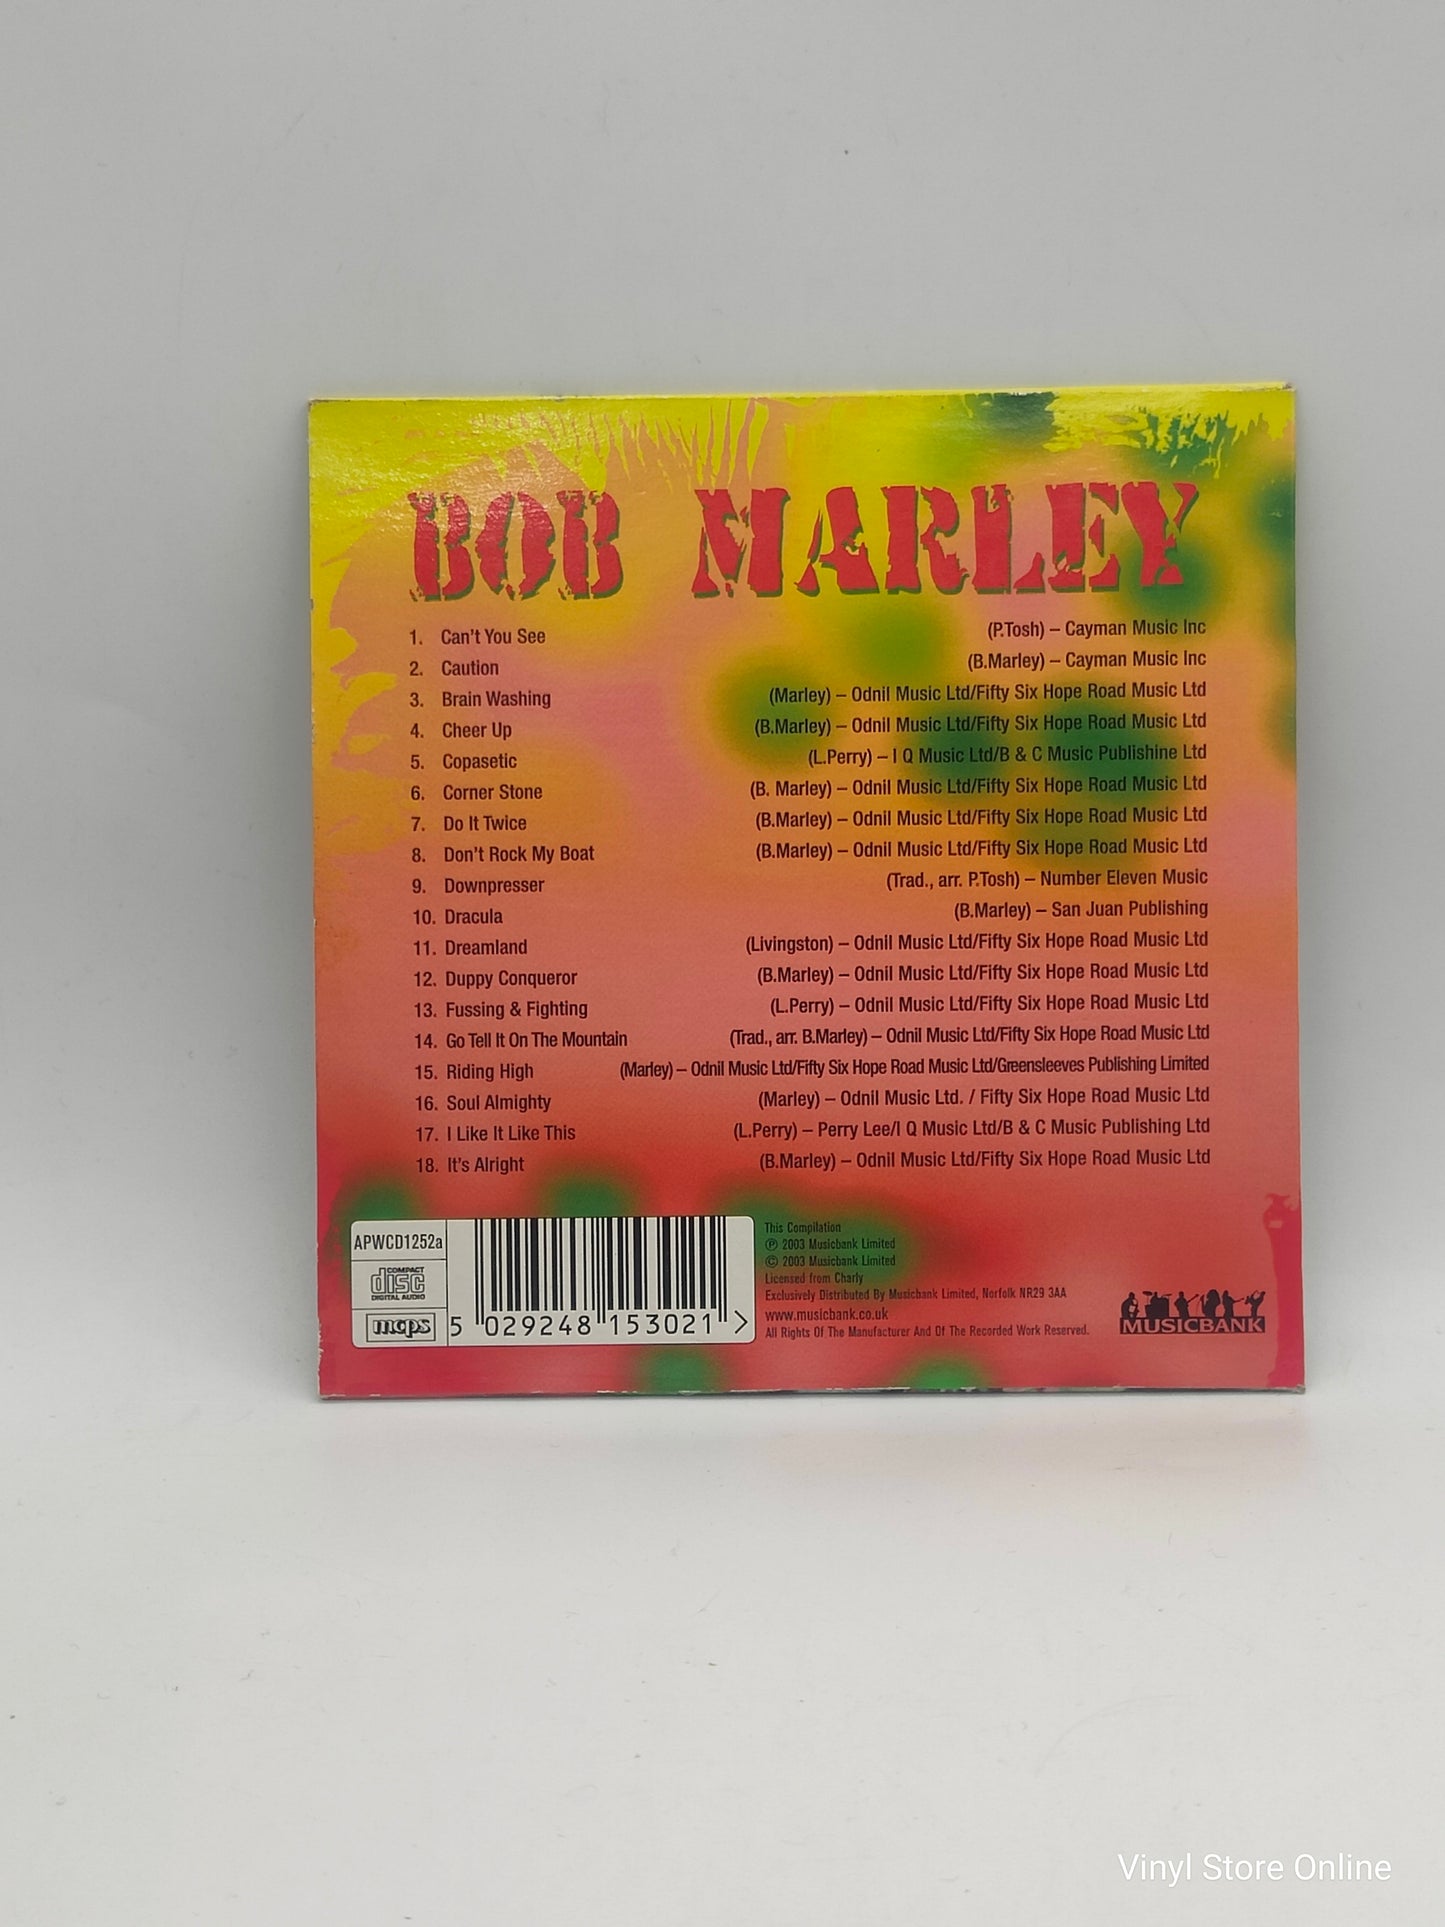 BOB MARLEY
1. Can't You See (P.Tosh) – Cayman Music Inc
2. Caution (B.Marley) – Cayman Music Inc
3. Brain Washing (Marley) – Odnil Music Ltd/Fifty Six Hope Road Music Ltd
4. Cheer Up (B.Marley) – Odnil Music Ltd/Fifty Six Hope Road Music Ltd
5. Copasetic (L.Perry) – I Q Music Ltd/B & C Music Publishine Ltd
6. Corner Stone (B. Marley) – Odnil Music Ltd/Fifty Six Hope Road Music Ltd
7. Do It Twice (B.Marley) – Odnil Music Ltd/Fifty Six Hope Road Music Ltd
8. Don't Rock My Boat (B.Marley) – Odnil Music Ltd/Fifty Six Hope Road Music Ltd
9. Downpresser (Trad., arr. P.Tosh) – Number Eleven Music
10. Dracula (B.Marley) – San Juan Publishing
11. Dreamland (Livingston) – Odnil Music Ltd/Fifty Six Hope Road Music Ltd
12. Duppy Conqueror (B.Marley) – Odnil Music Ltd/Fifty Six Hope Road Music Ltd
13. Fussing & Fighting (L.Perry) – Odnil Music Ltd/Fifty Six Hope Road Music Ltd
14. Go Tell It On The Mountain (Trad., arr. B.Marley) – Odnil Music Ltd/Fifty Six Hope Road Music Ltd
15. Riding High (Marley) – Odnil Music Ltd/Fifty Six Hope Road Music Ltd/Greensleeves Publishing Limited
16. Soul Almighty (Marley) – Odnil Music Ltd. / Fifty Six Hope Road Music Ltd
17. I Like It Like This (L.Perry) – Perry Lee/I Q Music Ltd/B & C Music Publishing Ltd
18. It's Alright (B.Marley) – Odnil Music Ltd/Fifty Six Hope Road Music Ltd
APWCD1252a
COMPACT
disc
DIGITAL AUDIO
mcps
5 029248 153021 >
This Compilation
℗ 2003 Musicbank Limited
© 2003 Musicbank Limited
Licensed from Charly
Exclusively Distributed By Musicbank Limited, Norfolk NR29 3AA
www.musicbank.co.uk
All Rights Of The Manufacturer And Of The Recorded Work Reserved.
MUSICBANK
Vinyl Store Online